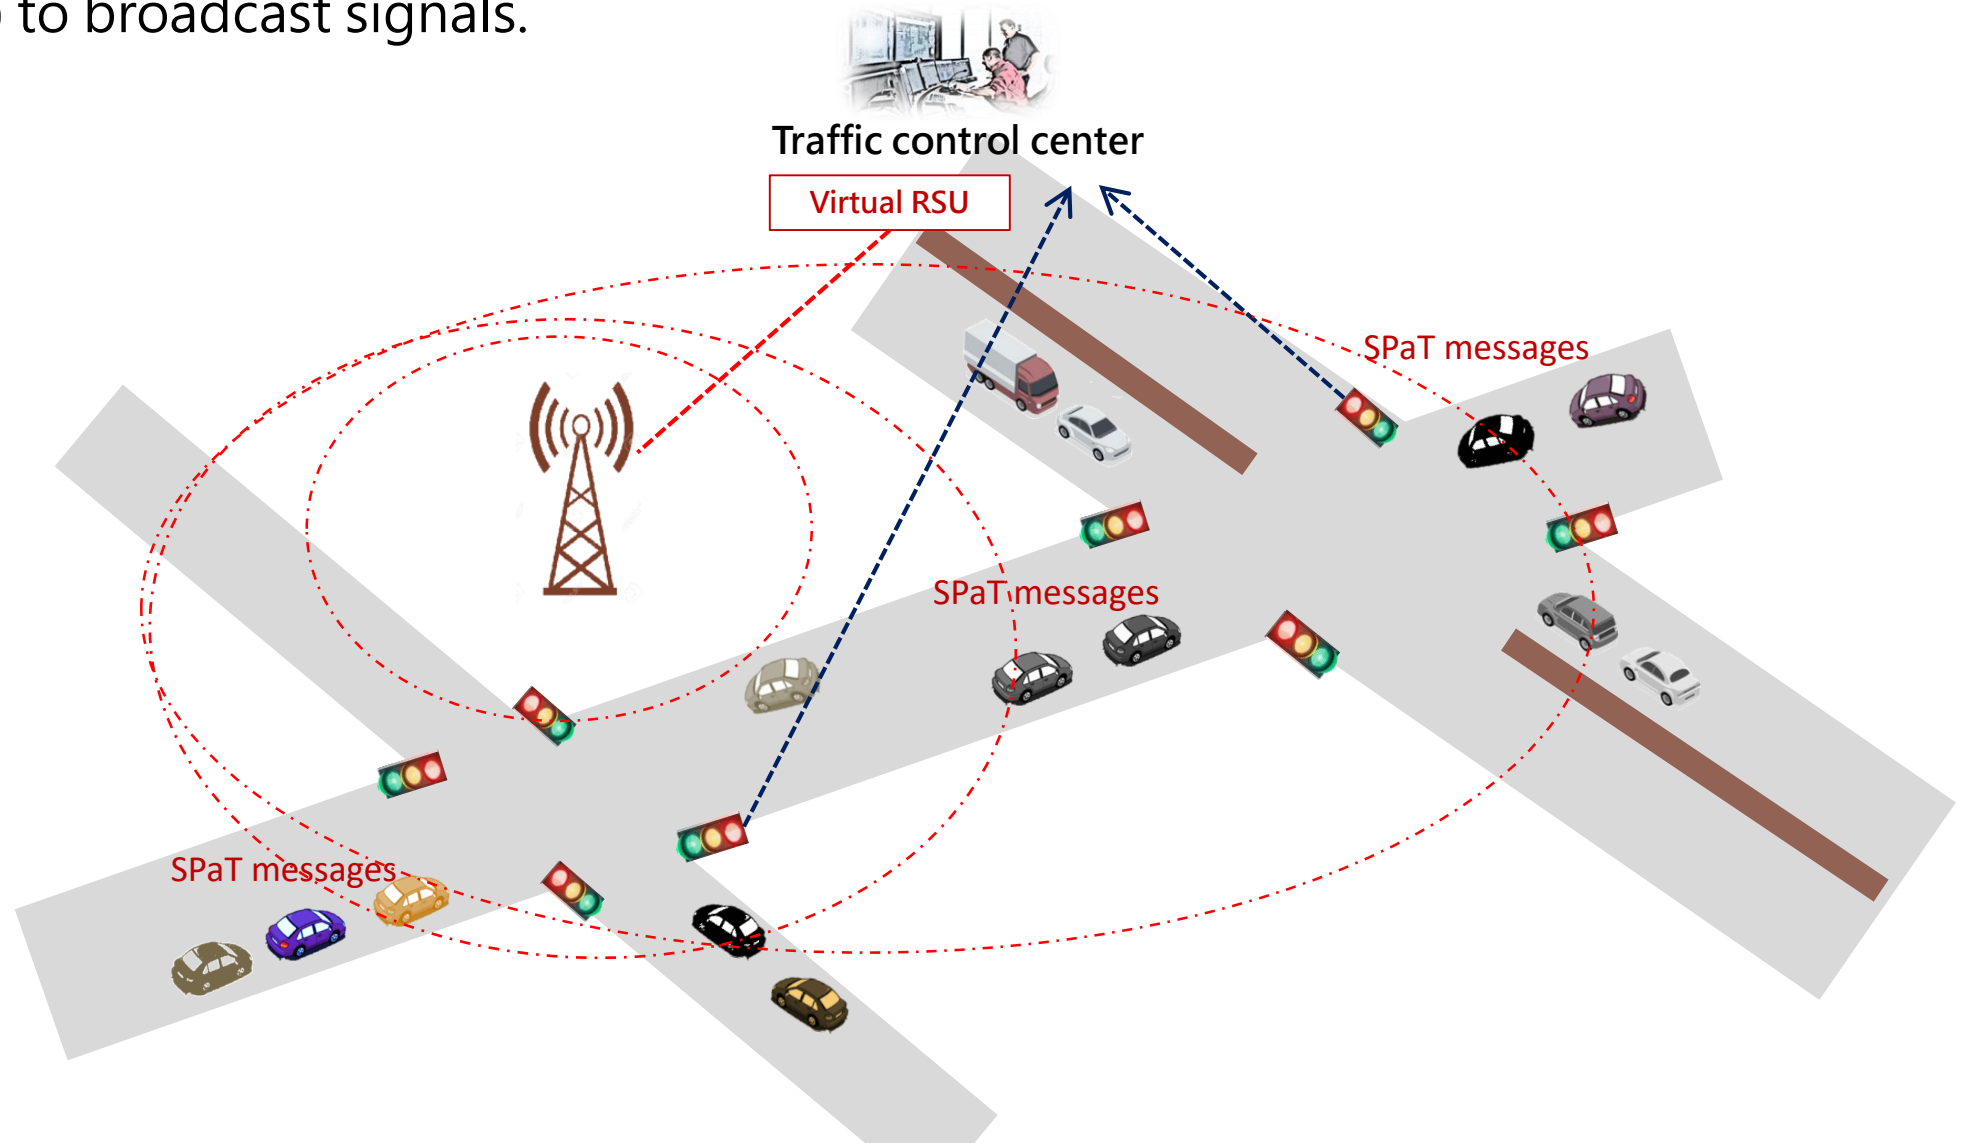 to broadcast signals.
Traffic control center
Virtual RSU
SPaT messages
SPaT messages
SPaT messages